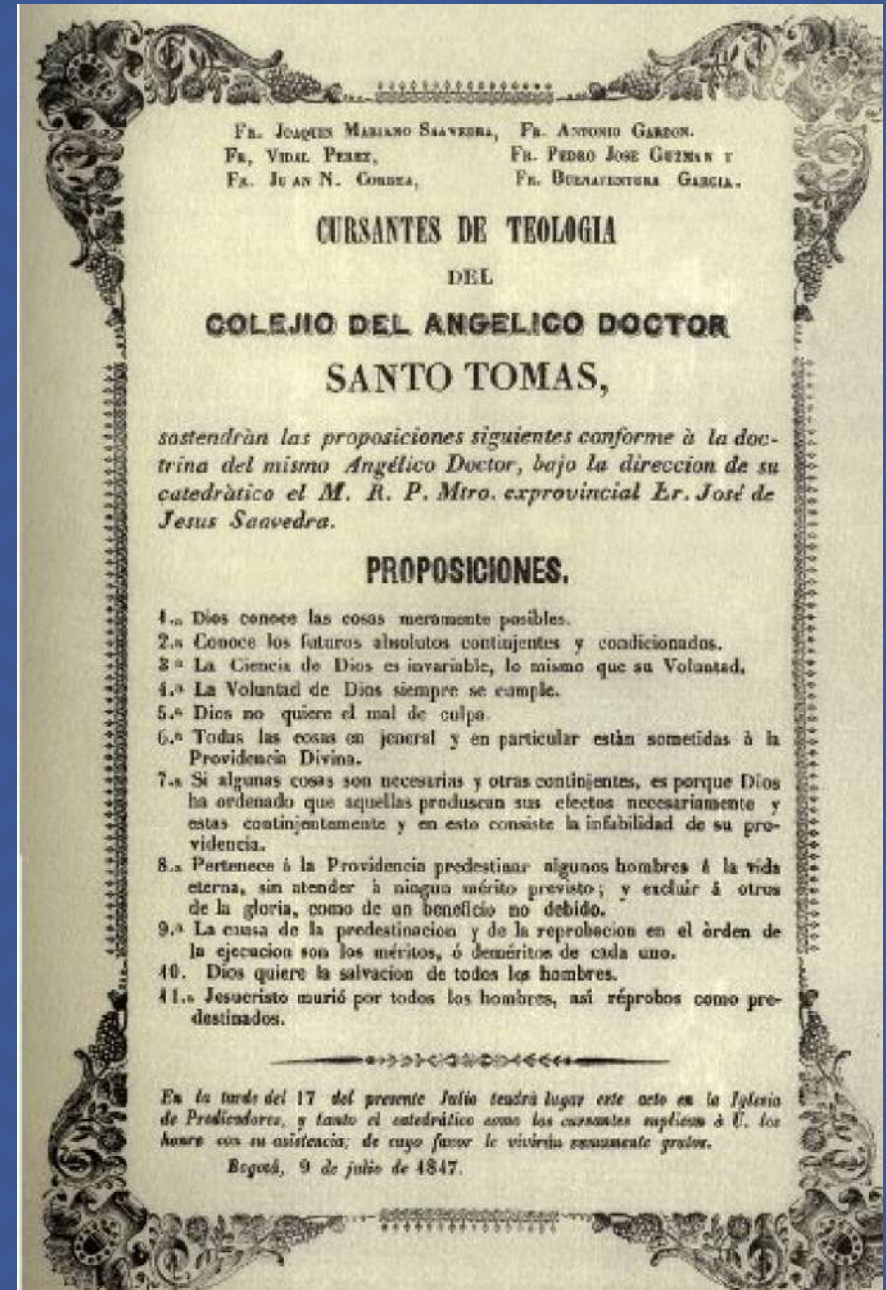 Fr. Joaquin Mariano Saavedra, Fr. Antonio Garzon.
Fr, Vidal Perez, Fr. Pedro Jose Guzman y
Fr. Juan N. Correa, Fr. Buenaventura Garcia.
CURSANTES DE TEOLOGIA
DEL
COLEJIO DEL ANGELICO DOCTOR
SANTO TOMAS,
sostendràn las proposiciones siguientes conforme à la doc-
trina del mismo Angélico Doctor, bajo la direccion de su
catedràtico el M. R. P. Mtro. exprovincial Fr. José de
Jesus Saavedra.
PROPOSICIONES.
1.a Dios conoce las cosas meramente posibles.
2.a Conoce los futuros absolutos continjentes y condicionados.
3 a La Ciencia de Dios es invariable, lo mismo que su Voluntad.
4.a La Voluntad de Dios siempre se cumple.
5.a Dios no quiere el mal de culpa.
6.a Todas las cosas en jeneral y en particular estàn sometidas à la
Providencia Divina.
7.a Si algunas cosas son necesarias y otras continjentes, es porque Dios
ha ordenado que aquellas produscan sus efectos necesariamente y
estas continjentemente y en esto consiste la infabilidad de su pro-
videncia.
8.a Pertenece à la Providencia predestinar algunos hombres á la vida
eterna, sin atender à ningun mérito previsto; y excluir á otros
de la gloria, como de un beneficio no debido.
9.a La causa de la predestinacion y de la reprobacion en el òrden de
la ejecucion son los méritos, ó deméritos de cada uno.
10. Dios quiere la salvacion de todos los hombres.
11.a Jesucristo murió por todos los hombres, así réprobos como pre-
destinados.
En la tarde del 17 del presente Julio tendrá lugar este acto en la Iglesia
de Predicadores, y tanto el catedrático como los cursantes suplican à U. los
honre con su asistencia; de cuyo favor le vivirán sumamente gratos.
Bogotá, 9 de julio de 1847.